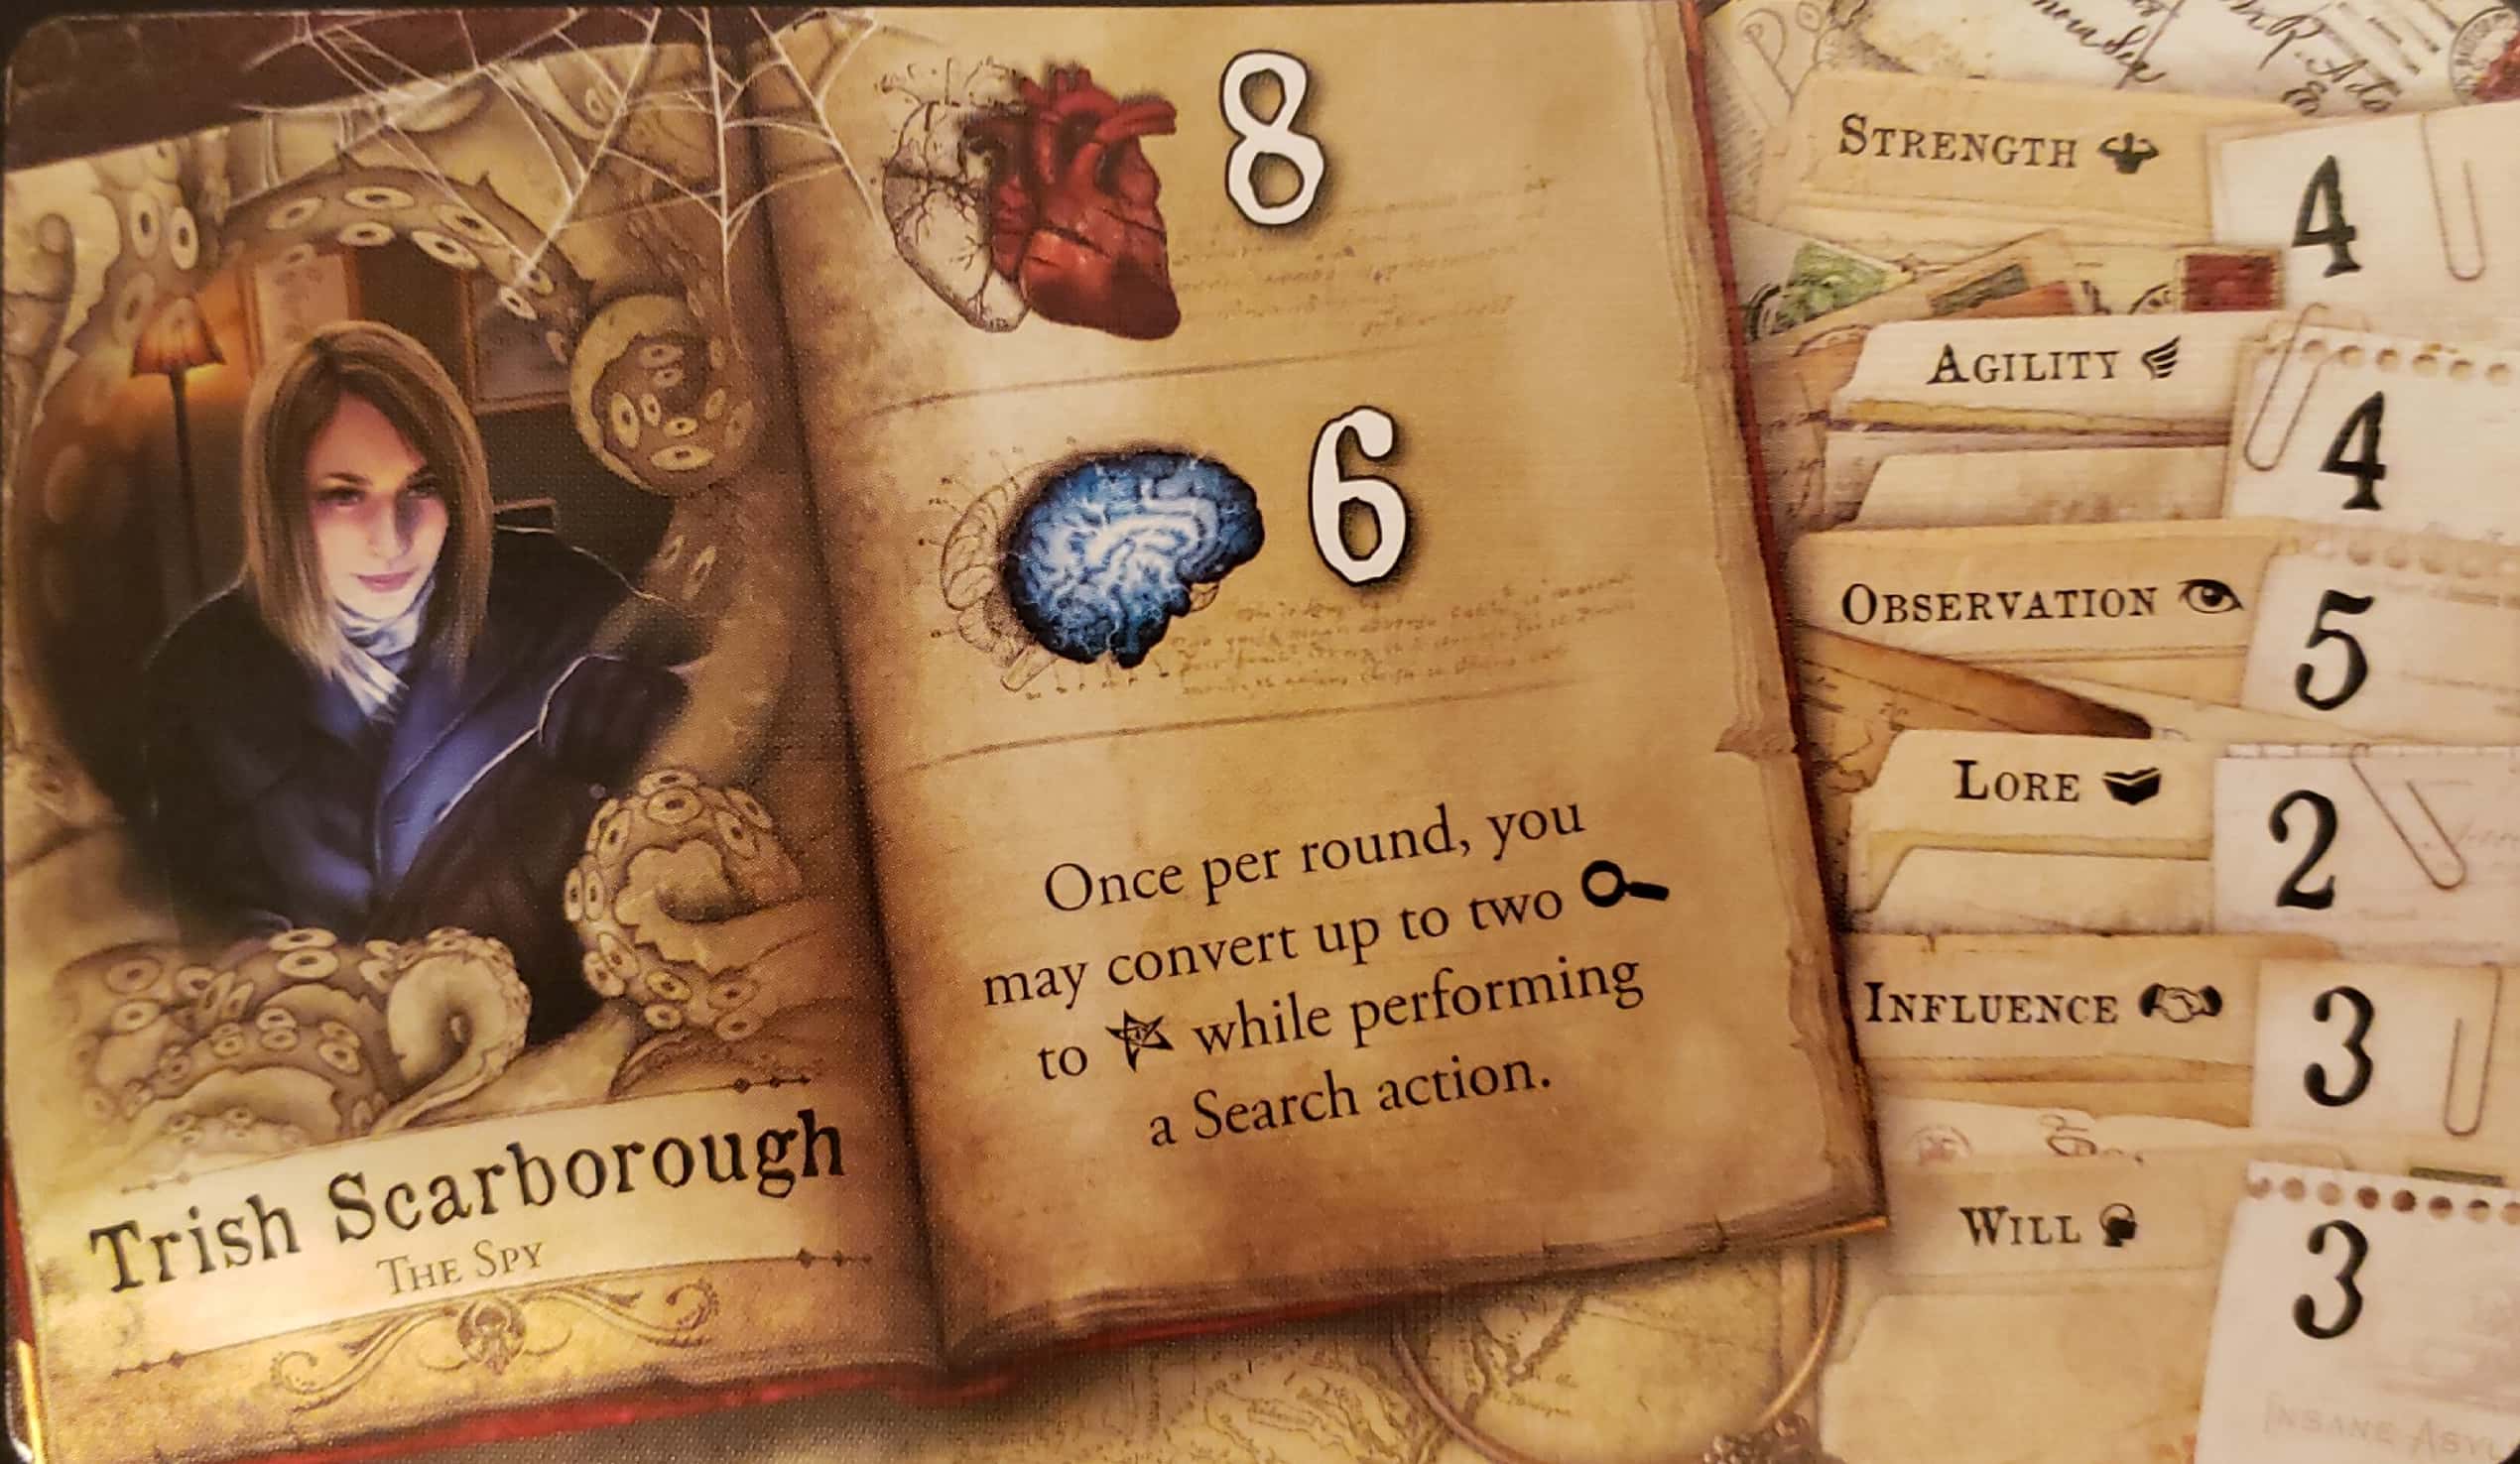 8
6
Once per round, you
may convert up to two
to while performing
a Search action.
Trish Scarborough
The Spy
Strength 4
Agility 4
Observation 5
Lore 2
Influence 3
Will 3
Insane